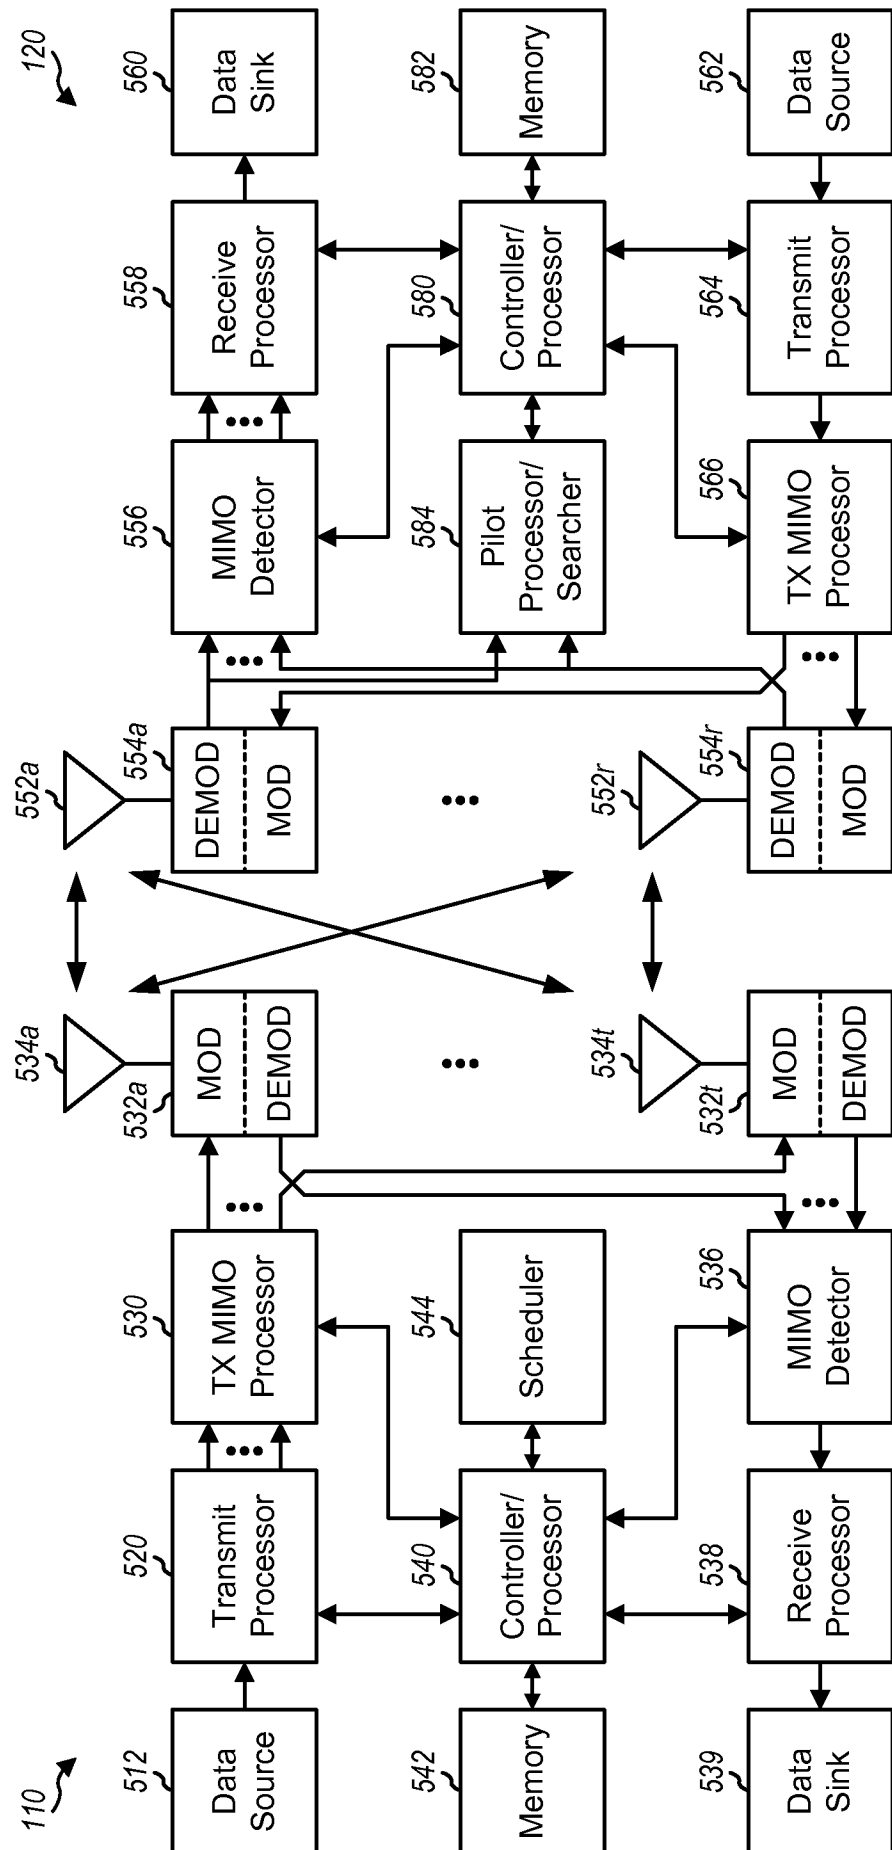 110
512
Data
Source
520
Transmit
Processor
530
TX MIMO
Processor
532a
MOD
DEMOD
534a
552a
554a
DEMOD
MOD
556
MIMO
Detector
558
Receive
Processor
560
Data
Sink
120
542
Memory
540
Controller/
Processor
544
Scheduler
584
Pilot
Processor/
Searcher
580
Controller/
Processor
582
Memory
539
Data
Sink
538
Receive
Processor
536
MIMO
Detector
532t
MOD
DEMOD
534t
552r
554r
DEMOD
MOD
566
TX MIMO
Processor
564
Transmit
Processor
562
Data
Source